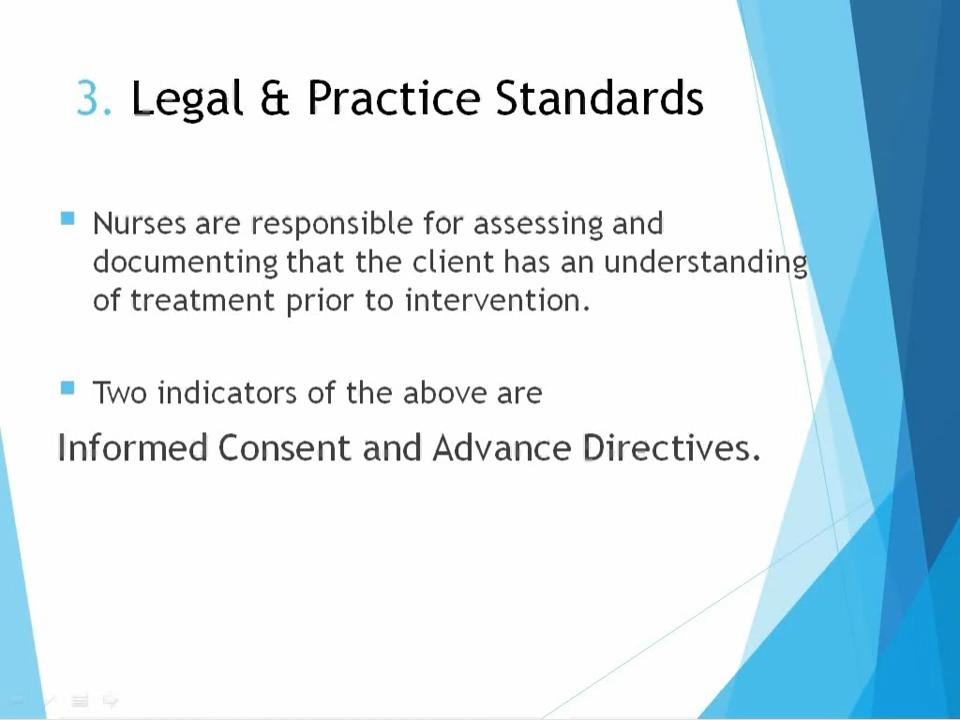 3. Legal & Practice Standards
Nurses are responsible for assessing and
documenting that the client has an understanding
of treatment prior to intervention.
Two indicators of the above are
Informed Consent and Advance Directives.